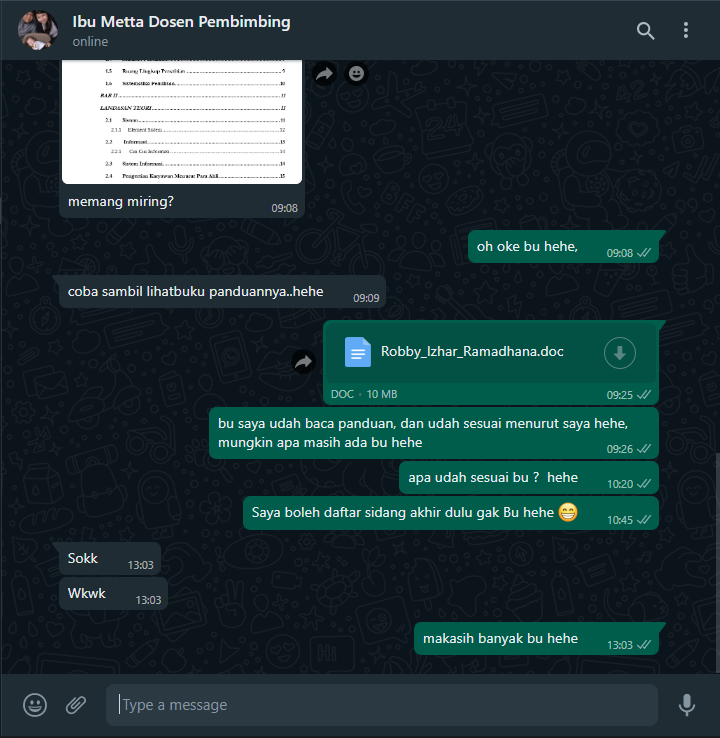 Ibu Metta Dosen Pembimbing
online
1.5 Ruang Lingkup Penelitian 9
1.6 Sistematika Penulisan 10
BAB II 11
LANDASAN TEORI 11
2.1 Sistem 11
2.1.1 Element Sistem 12
2.2 Informasi 13
2.2.1 Ciri Ciri Informasi 14
2.3 Sistem Informasi 14
2.4 Pengertian Karyawan Menurut Para Ahli 15
memang miring?
09:08
oh oke bu hehe,
09:08
coba sambil lihatbuku panduannya..hehe
09:09
Robby_Izhar_Ramadhana.doc
DOC • 10 MB
09:25
bu saya udah baca panduan, dan udah sesuai menurut saya hehe,
mungkin apa masih ada bu hehe
09:26
apa udah sesuai bu ? hehe
10:20
Saya boleh daftar sidang akhir dulu gak Bu hehe 😁
10:45
Sokk
13:03
Wkwk
13:03
makasih banyak bu hehe
13:03
Type a message